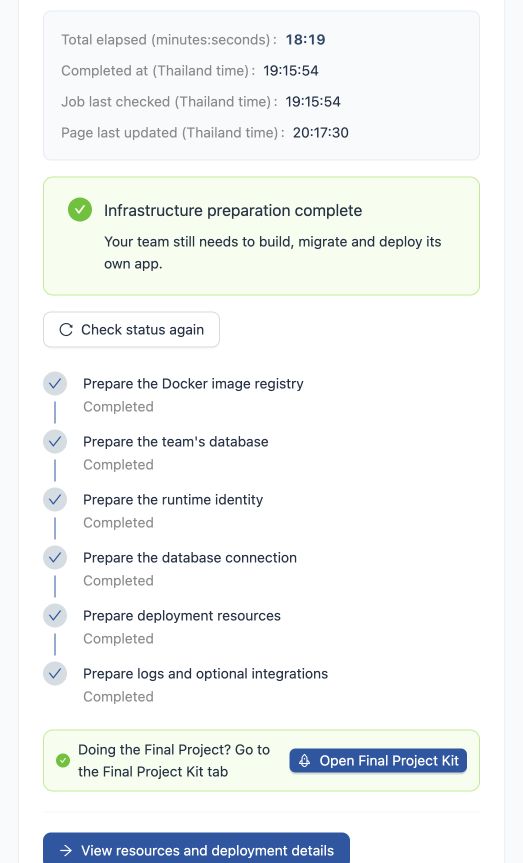 Total elapsed (minutes:seconds): 18:19
Completed at (Thailand time): 19:15:54
Job last checked (Thailand time): 19:15:54
Page last updated (Thailand time): 20:17:30
Infrastructure preparation complete
Your team still needs to build, migrate and deploy its
own app.
Check status again
Prepare the Docker image registry
Completed
Prepare the team's database
Completed
Prepare the runtime identity
Completed
Prepare the database connection
Completed
Prepare deployment resources
Completed
Prepare logs and optional integrations
Completed
Doing the Final Project? Go to
the Final Project Kit tab
Open Final Project Kit
View resources and deployment details